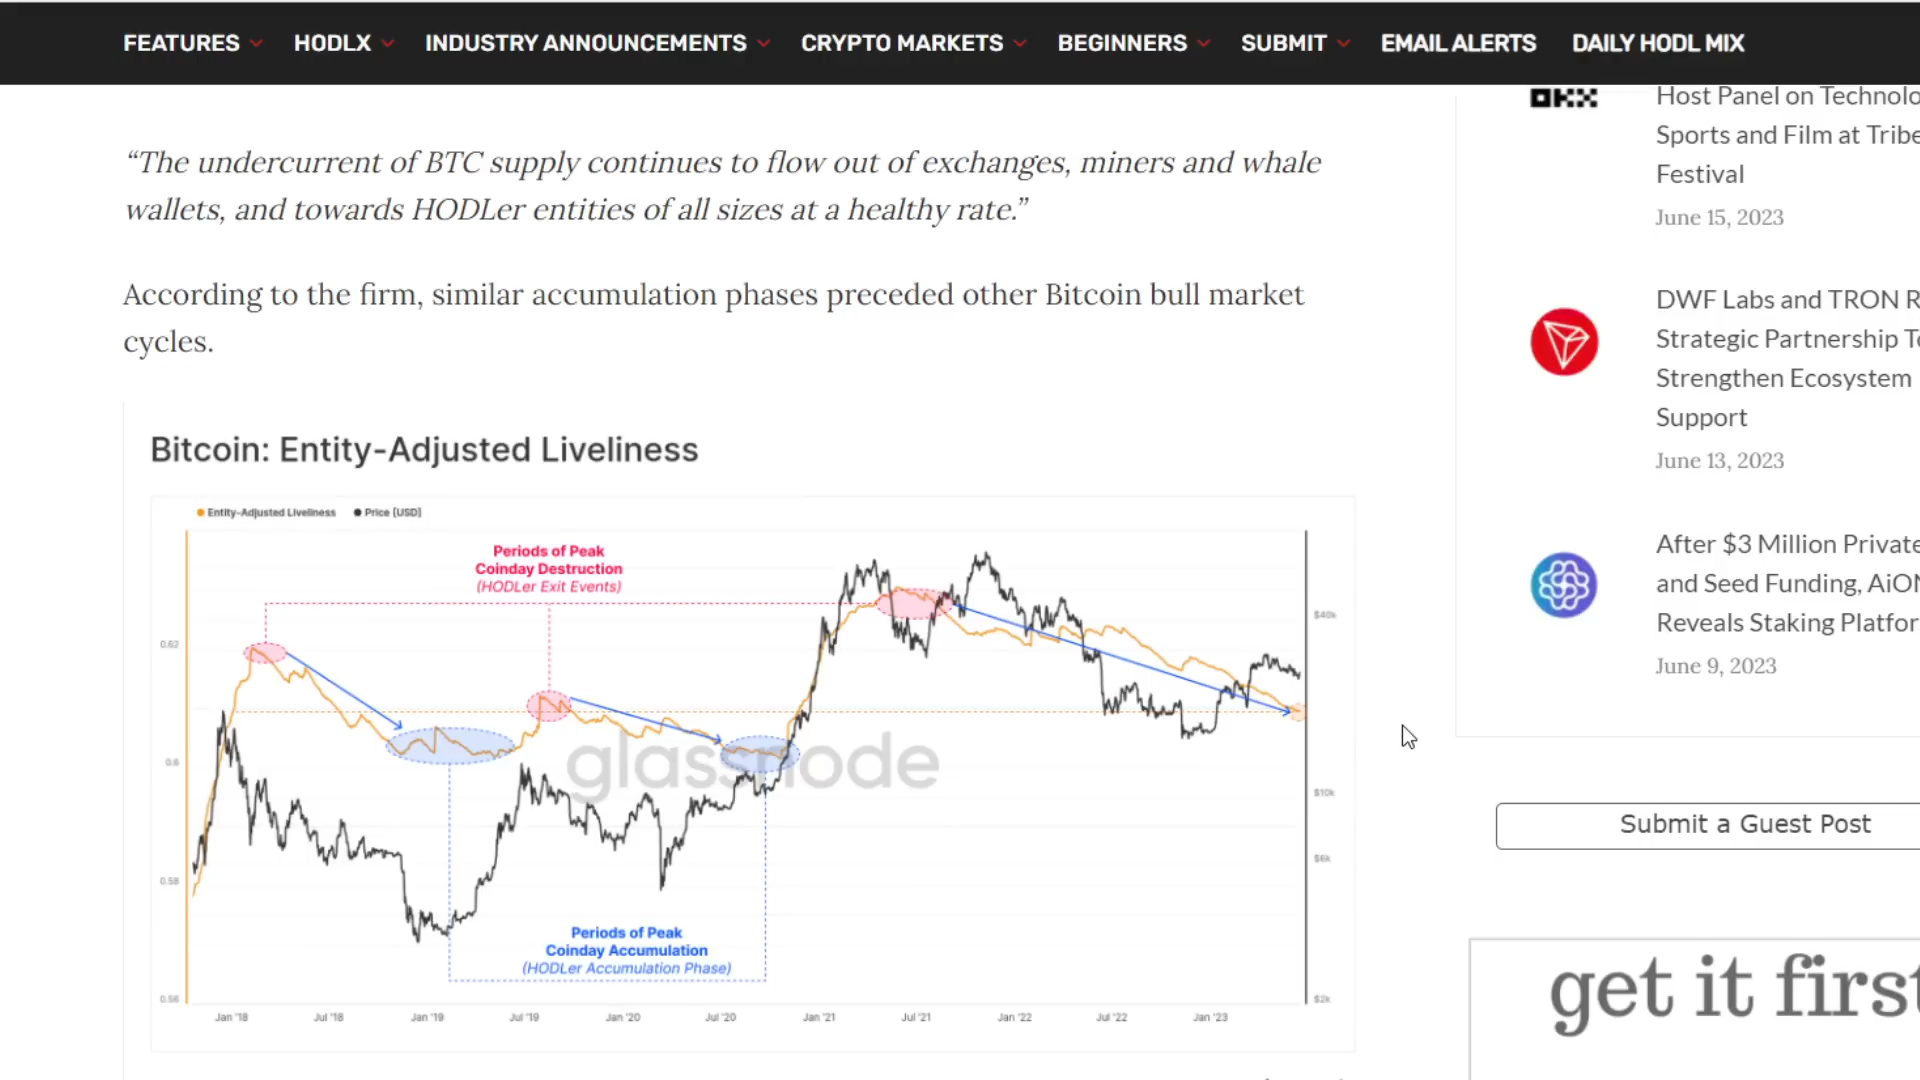 FEATURES HODLX INDUSTRY ANNOUNCEMENTS CRYPTO MARKETS BEGINNERS SUBMIT EMAIL ALERTS DAILY HODL MIX
“The undercurrent of BTC supply continues to flow out of exchanges, miners and whale
wallets, and towards HODLer entities of all sizes at a healthy rate.”
According to the firm, similar accumulation phases preceded other Bitcoin bull market
cycles.
Bitcoin: Entity-Adjusted Liveliness
Entity-Adjusted Liveliness Price [USD]
Periods of Peak
Coinday Destruction
(HODLer Exit Events)
0.62
0.6
0.58
0.56
$40k
$10k
$6k
$2k
glassnode
Periods of Peak
Coinday Accumulation
(HODLer Accumulation Phase)
Jan '18 Jul '18 Jan '19 Jul '19 Jan '20 Jul '20 Jan '21 Jul '21 Jan '22 Jul '22 Jan '23
OKX
Host Panel on Technolo
Sports and Film at Tribe
Festival
June 15, 2023
DWF Labs and TRON R
Strategic Partnership To
Strengthen Ecosystem
Support
June 13, 2023
After $3 Million Private
and Seed Funding, AiON
Reveals Staking Platfor
June 9, 2023
Submit a Guest Post
get it first